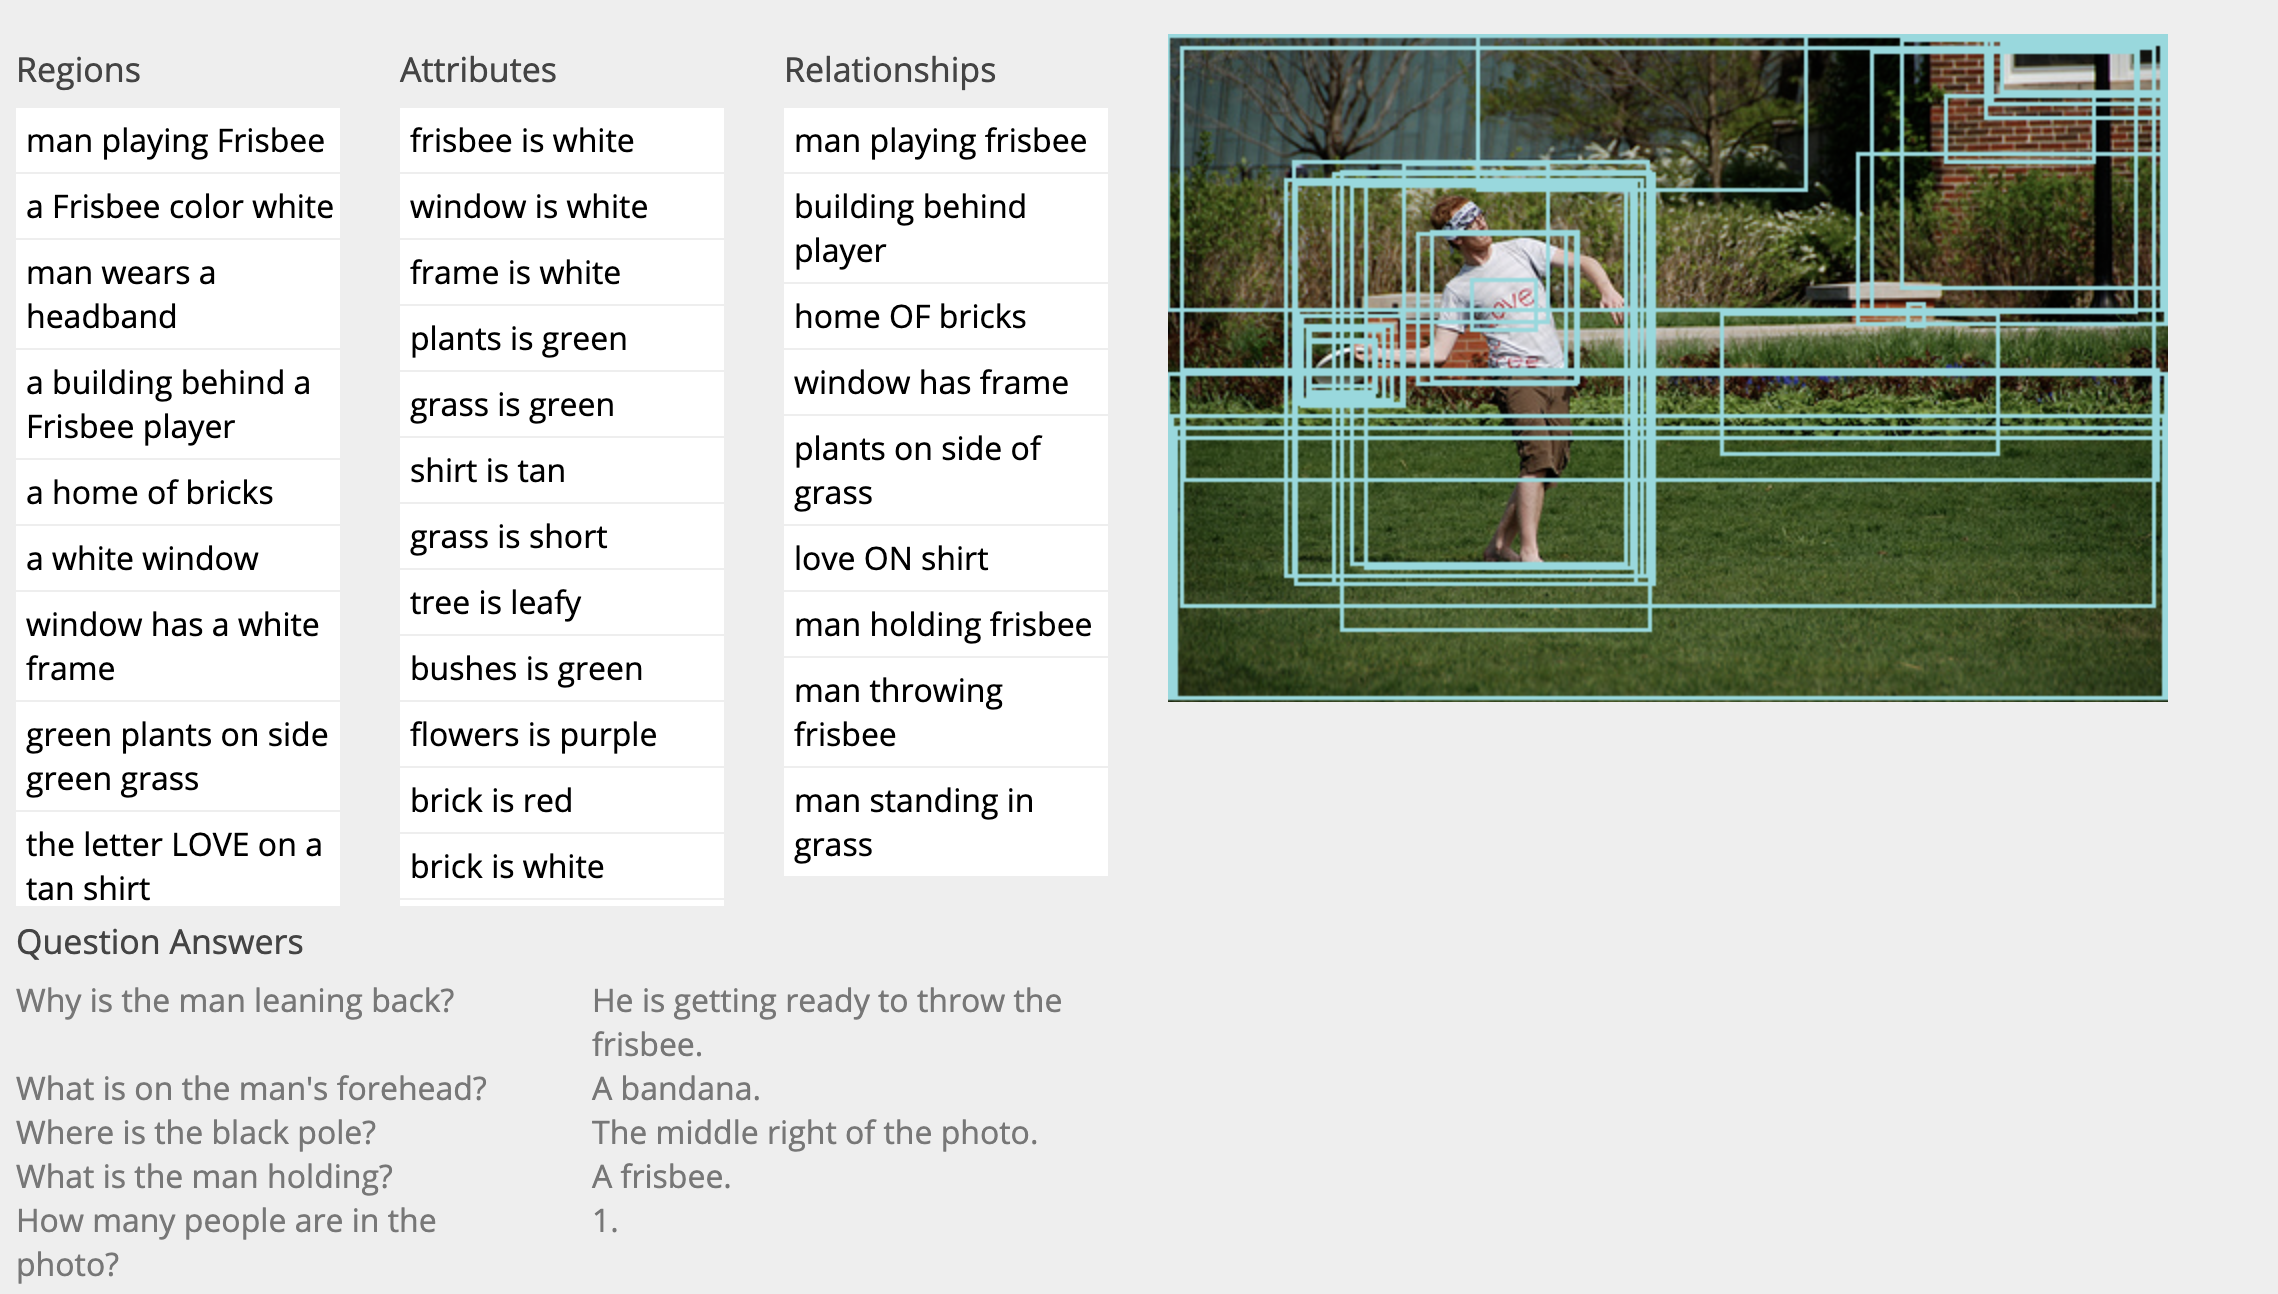 Regions
man playing Frisbee
a Frisbee color white
man wears a
headband
a building behind a
Frisbee player
a home of bricks
a white window
window has a white
frame
green plants on side
green grass
the letter LOVE on a
tan shirt
Attributes
frisbee is white
window is white
frame is white
plants is green
grass is green
shirt is tan
grass is short
tree is leafy
bushes is green
flowers is purple
brick is red
brick is white
Relationships
man playing frisbee
building behind
player
home OF bricks
window has frame
plants on side of
grass
love ON shirt
man holding frisbee
man throwing
frisbee
man standing in
grass
Question Answers
Why is the man leaning back?
He is getting ready to throw the
frisbee.
What is on the man's forehead?
A bandana.
Where is the black pole?
The middle right of the photo.
What is the man holding?
A frisbee.
How many people are in the
photo?
1.